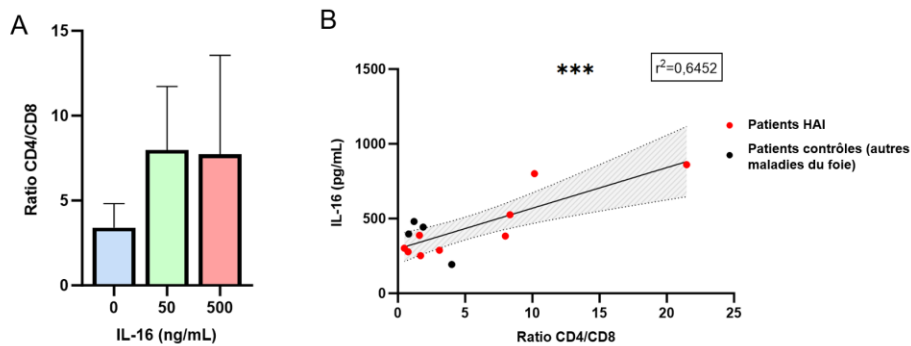 A
15
10
5
0
Ratio CD4/CD8
0 50 500
IL-16 (ng/mL)
B
*** r²=0,6452
1500
1000
500
0
IL-16 (pg/mL)
0 5 10 15 20 25
Ratio CD4/CD8
Patients HAI
Patients contrôles (autres
maladies du foie)